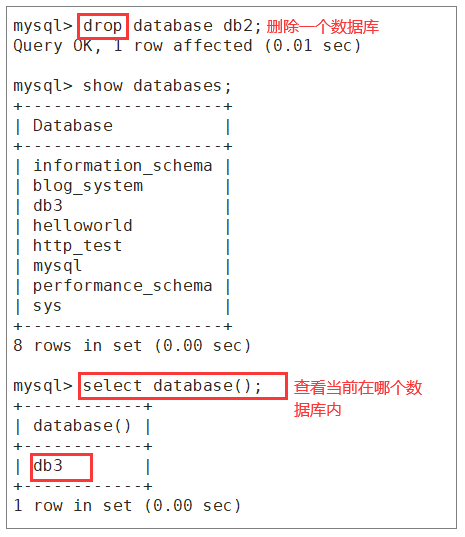 mysql> drop database db2; 删除一个数据库
Query OK, 1 row affected (0.01 sec)
mysql> show databases;
+--------------------+
| Database           |
+--------------------+
| information_schema |
| blog_system        |
| db3                |
| helloworld         |
| http_test          |
| mysql              |
| performance_schema |
| sys                |
+--------------------+
8 rows in set (0.00 sec)
mysql> select database(); 查看当前在哪个数
据库内
+------------+
| database() |
+------------+
| db3        |
+------------+
1 row in set (0.00 sec)